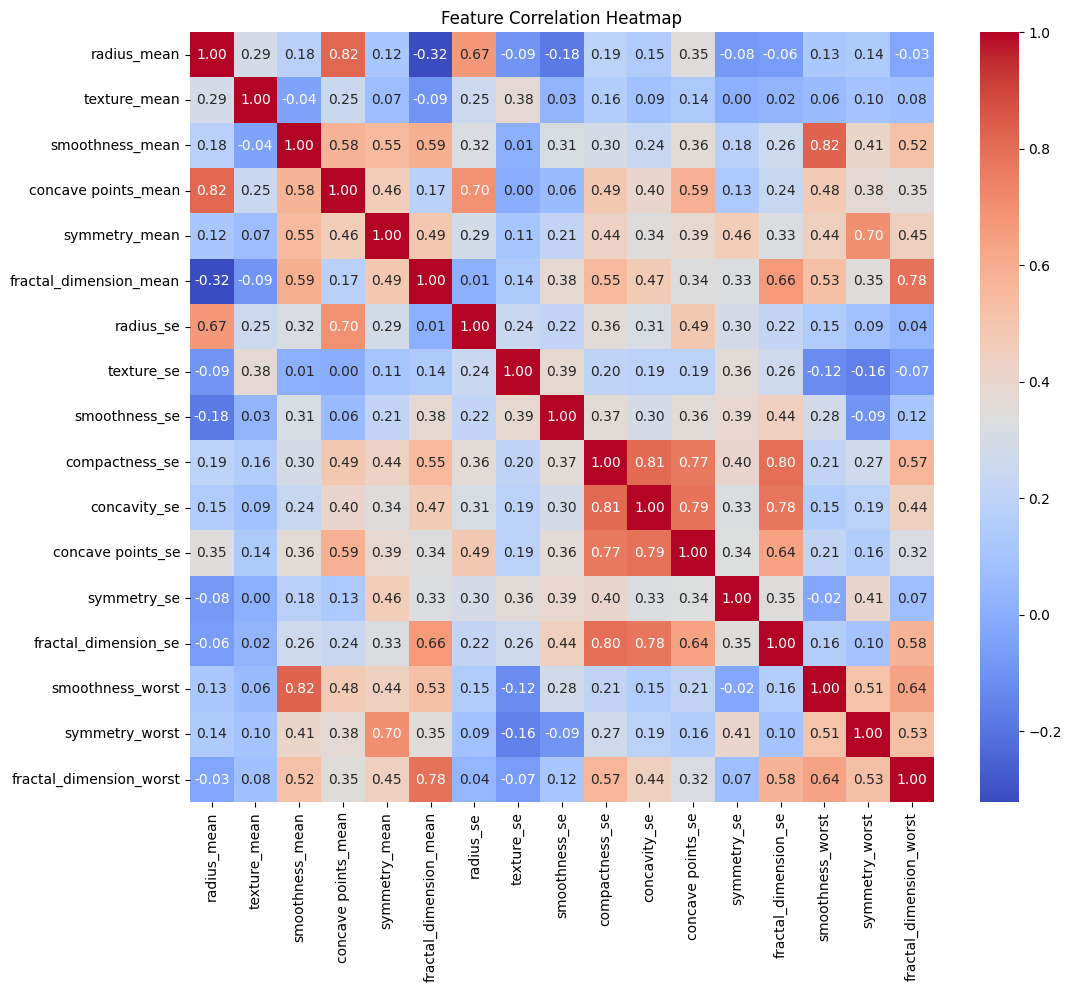 Feature Correlation Heatmap
radius_mean 1.00 0.29 0.18 0.82 0.12 -0.32 0.67 -0.09 -0.18 0.19 0.15 0.35 -0.08 -0.06 0.13 0.14 -0.03
texture_mean 0.29 1.00 -0.04 0.25 0.07 -0.09 0.25 0.38 0.03 0.16 0.09 0.14 0.00 0.02 0.06 0.10 0.08
smoothness_mean 0.18 -0.04 1.00 0.58 0.55 0.59 0.32 0.01 0.31 0.30 0.24 0.36 0.18 0.26 0.82 0.41 0.52
concave points_mean 0.82 0.25 0.58 1.00 0.46 0.17 0.70 0.00 0.06 0.49 0.40 0.59 0.13 0.24 0.48 0.38 0.35
symmetry_mean 0.12 0.07 0.55 0.46 1.00 0.49 0.29 0.11 0.21 0.44 0.34 0.39 0.46 0.33 0.44 0.70 0.45
fractal_dimension_mean -0.32 -0.09 0.59 0.17 0.49 1.00 0.01 0.14 0.38 0.55 0.47 0.34 0.33 0.66 0.53 0.35 0.78
radius_se 0.67 0.25 0.32 0.70 0.29 0.01 1.00 0.24 0.22 0.36 0.31 0.49 0.30 0.22 0.15 0.09 0.04
texture_se -0.09 0.38 0.01 0.00 0.11 0.14 0.24 1.00 0.39 0.20 0.19 0.19 0.36 0.26 -0.12 -0.16 -0.07
smoothness_se -0.18 0.03 0.31 0.06 0.21 0.38 0.22 0.39 1.00 0.37 0.30 0.36 0.39 0.44 0.28 -0.09 0.12
compactness_se 0.19 0.16 0.30 0.49 0.44 0.55 0.36 0.20 0.37 1.00 0.81 0.77 0.40 0.80 0.21 0.27 0.57
concavity_se 0.15 0.09 0.24 0.40 0.34 0.47 0.31 0.19 0.30 0.81 1.00 0.79 0.33 0.78 0.15 0.19 0.44
concave points_se 0.35 0.14 0.36 0.59 0.39 0.34 0.49 0.19 0.36 0.77 0.79 1.00 0.34 0.64 0.21 0.16 0.32
symmetry_se -0.08 0.00 0.18 0.13 0.46 0.33 0.30 0.36 0.39 0.40 0.33 0.34 1.00 0.35 -0.02 0.41 0.07
fractal_dimension_se -0.06 0.02 0.26 0.24 0.33 0.66 0.22 0.26 0.44 0.80 0.78 0.64 0.35 1.00 0.16 0.10 0.58
smoothness_worst 0.13 0.06 0.82 0.48 0.44 0.53 0.15 -0.12 0.28 0.21 0.15 0.21 -0.02 0.16 1.00 0.51 0.64
symmetry_worst 0.14 0.10 0.41 0.38 0.70 0.35 0.09 -0.16 -0.09 0.27 0.19 0.16 0.41 0.10 0.51 1.00 0.53
fractal_dimension_worst -0.03 0.08 0.52 0.35 0.45 0.78 0.04 -0.07 0.12 0.57 0.44 0.32 0.07 0.58 0.64 0.53 1.00
radius_mean
texture_mean
smoothness_mean
concave points_mean
symmetry_mean
fractal_dimension_mean
radius_se
texture_se
smoothness_se
compactness_se
concavity_se
concave points_se
symmetry_se
fractal_dimension_se
smoothness_worst
symmetry_worst
fractal_dimension_worst
1.0
0.8
0.6
0.4
0.2
0.0
−0.2